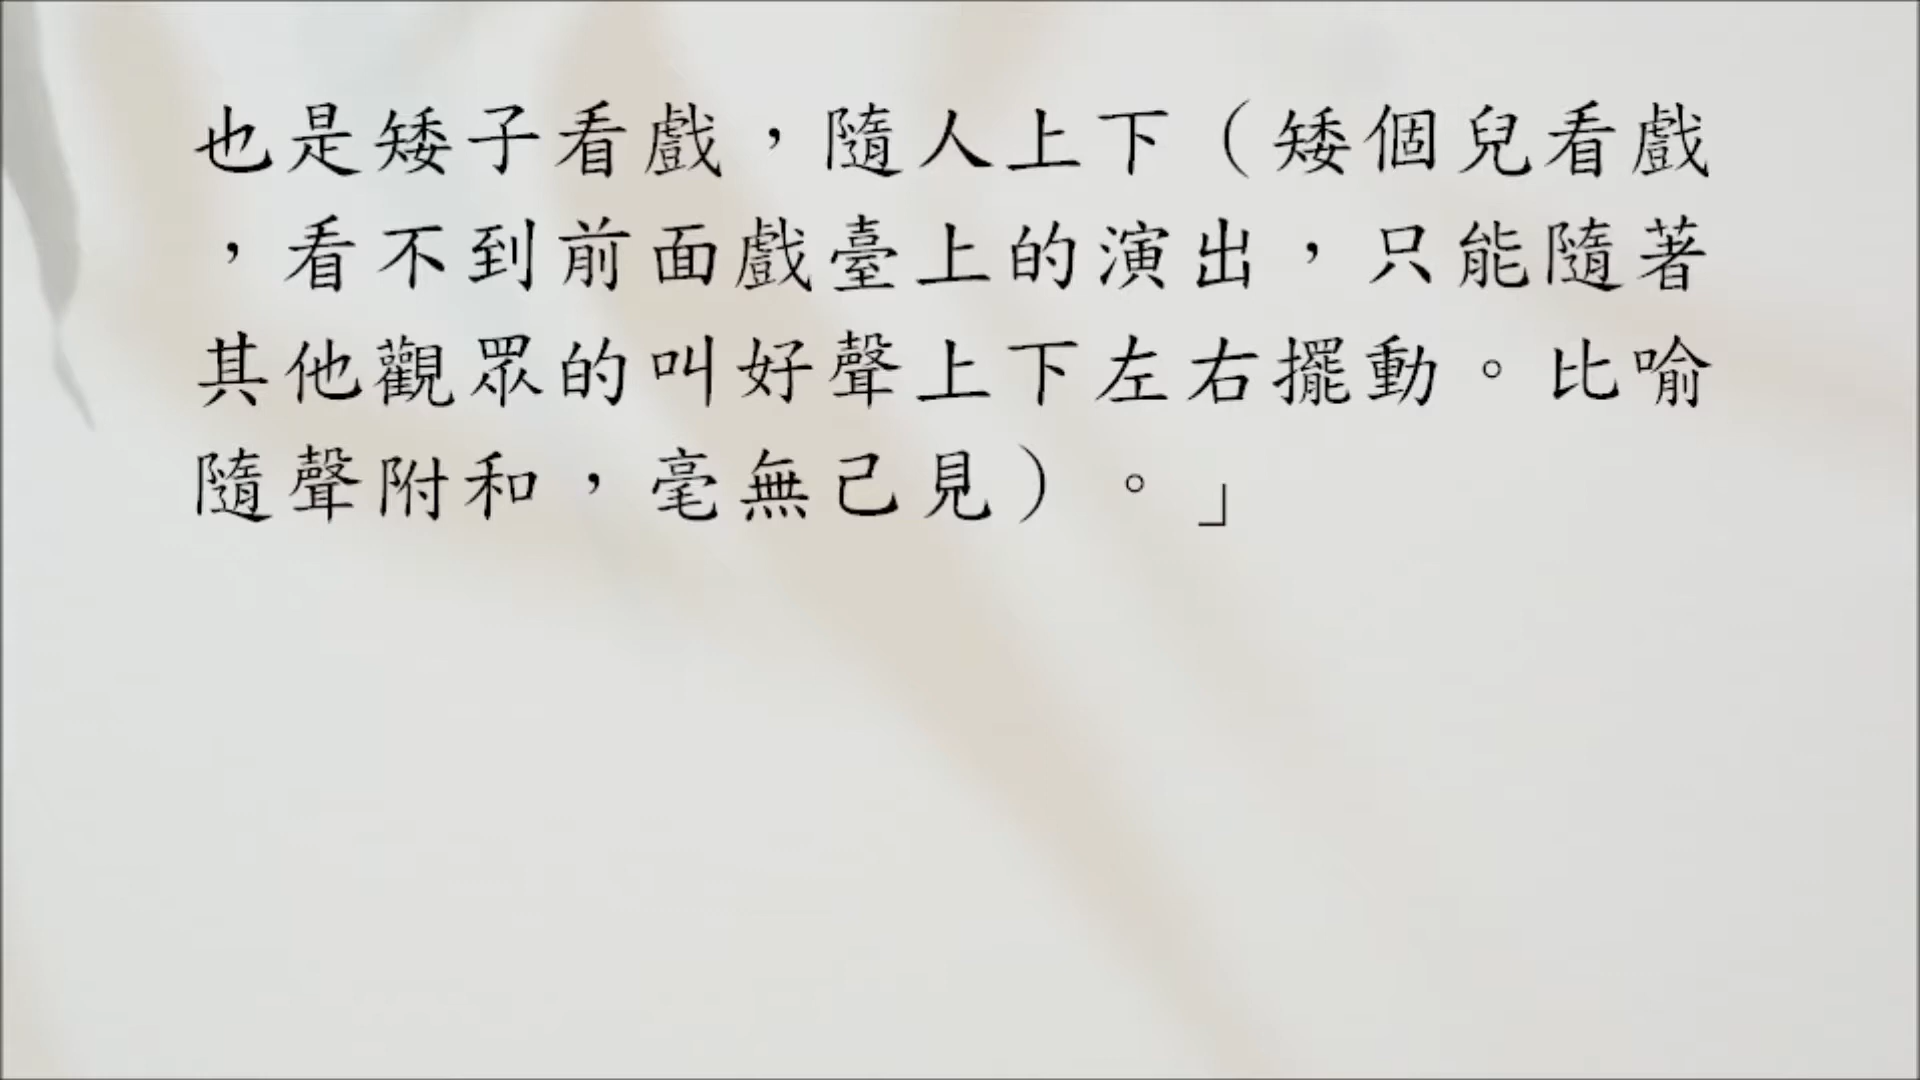 也是矮子看戲，隨人上下（矮個兒看戲
，看不到前面戲臺上的演出，只能隨著
其他觀眾的叫好聲上下左右擺動。比喻
隨聲附和，毫無己見）。」